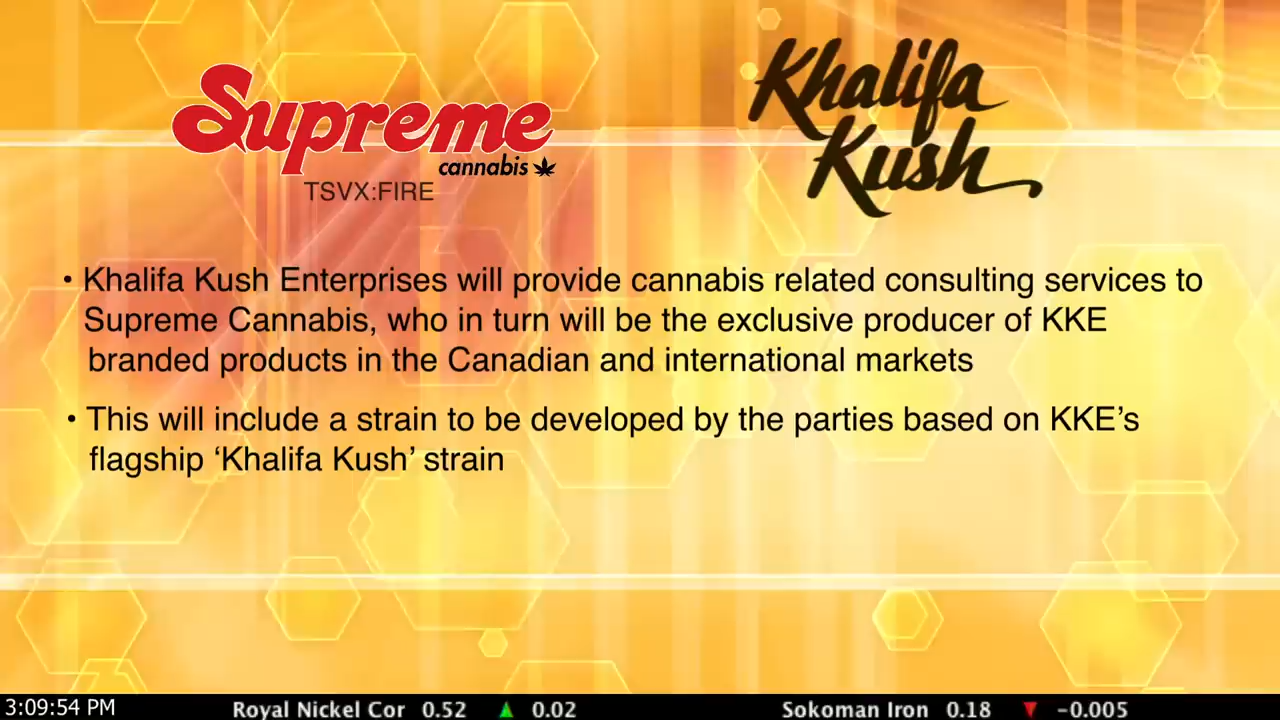 Supreme
cannabis
TSVX:FIRE
Khalifa
Kush
• Khalifa Kush Enterprises will provide cannabis related consulting services to
Supreme Cannabis, who in turn will be the exclusive producer of KKE
branded products in the Canadian and international markets
• This will include a strain to be developed by the parties based on KKE’s
flagship ‘Khalifa Kush’ strain
3:09:54 PM Royal Nickel Cor 0.52 ▲ 0.02 Sokoman Iron 0.18 ▼ -0.005